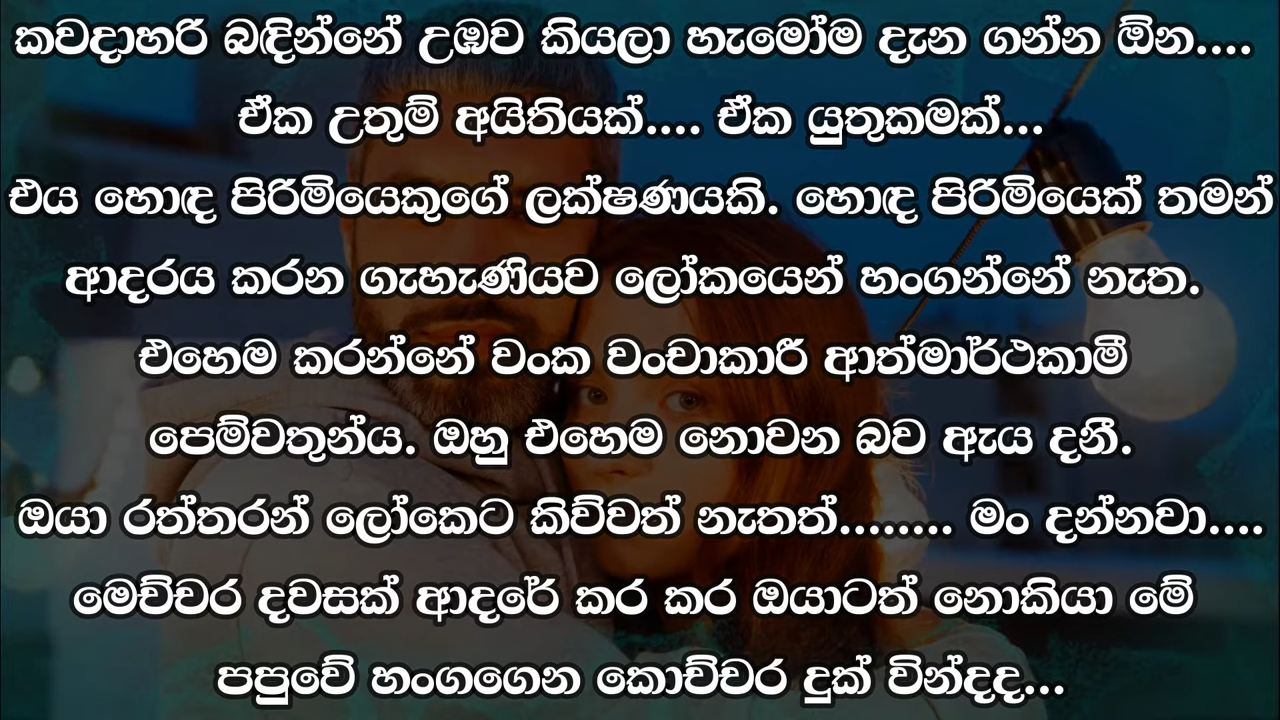 කවදාහරි බඳින්නේ උඹව කියලා හැමෝම දැන ගන්න ඕන....
ඒක උතුම් අයිතියක්.... ඒක යුතුකමක්...
එය හොඳ පිරිමියෙකුගේ ලක්ෂණයකි. හොඳ පිරිමියෙක් තමන්
ආදරය කරන ගැහැණියව ලෝකයෙන් හංගන්නේ නැත.
එහෙම කරන්නේ වංක වංචාකාරී ආත්මාර්ථකාමී
පෙම්වතුන්ය. ඔහු එහෙම නොවන බව ඇය දනී.
ඔයා රත්තරන් ලෝකෙට කිව්වත් නැතත්........ මං දන්නවා....
මෙච්චර දවසක් ආදරේ කර කර ඔයාටත් නොකියා මේ
පපුවේ හංගගෙන කොච්චර දුක් වින්දද...